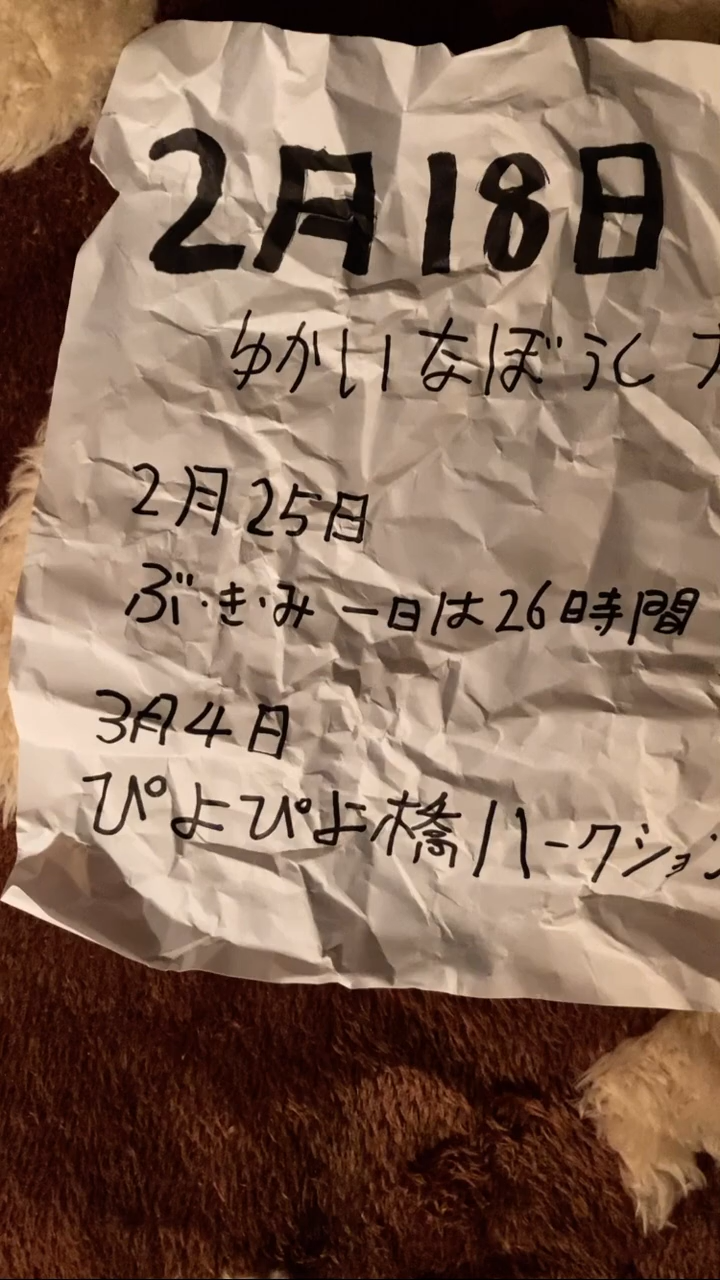 2月18日
ゆかいなぼうし
2月25日
ぶ・き・み 一日は26時間
3月4日
ぴよぴよ橋ハークション